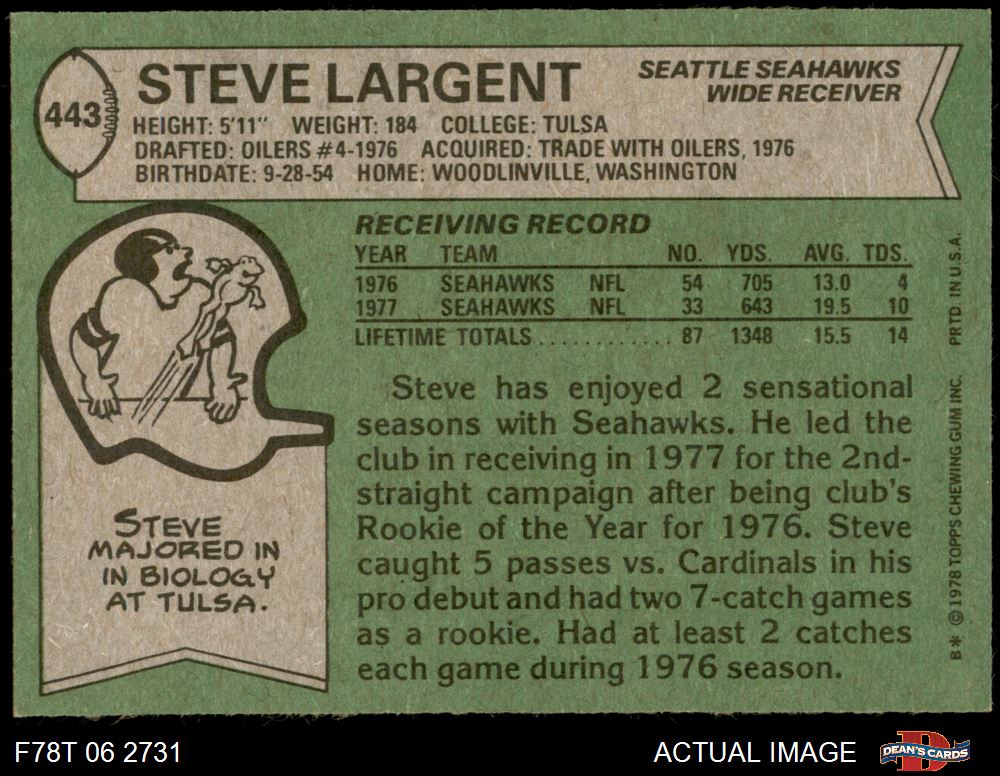 443
STEVE LARGENT
SEATTLE SEAHAWKS
WIDE RECEIVER
HEIGHT: 5'11" WEIGHT: 184 COLLEGE: TULSA
DRAFTED: OILERS #4-1976 ACQUIRED: TRADE WITH OILERS, 1976
BIRTHDATE: 9-28-54 HOME: WOODLINVILLE, WASHINGTON
RECEIVING RECORD
YEAR TEAM NO. YDS. AVG. TDS.
1976 SEAHAWKS NFL 54 705 13.0 4
1977 SEAHAWKS NFL 33 643 19.5 10
LIFETIME TOTALS ............ 87 1348 15.5 14
Steve has enjoyed 2 sensational
seasons with Seahawks. He led the
club in receiving in 1977 for the 2nd-
straight campaign after being club's
Rookie of the Year for 1976. Steve
caught 5 passes vs. Cardinals in his
pro debut and had two 7-catch games
as a rookie. Had at least 2 catches
each game during 1976 season.
STEVE
MAJORED IN
IN BIOLOGY
AT TULSA.
B* © 1978 TOPPS CHEWING GUM INC. PRTD. IN U.S.A.
F78T 06 2731
ACTUAL IMAGE
DEAN'S CARDS